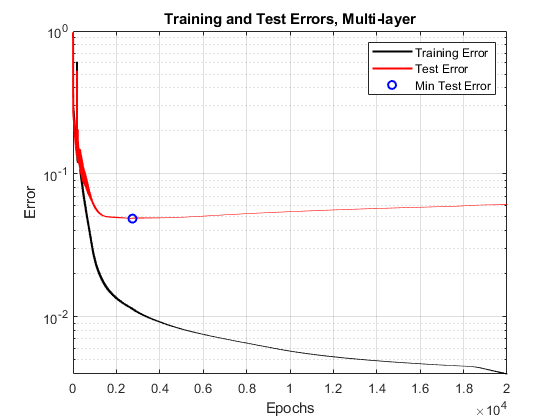 Training and Test Errors, Multi-layer
Training Error
Test Error
Min Test Error
Error
10^0
10^-1
10^-2
0 0.2 0.4 0.6 0.8 1 1.2 1.4 1.6 1.8 2
Epochs
×10^4